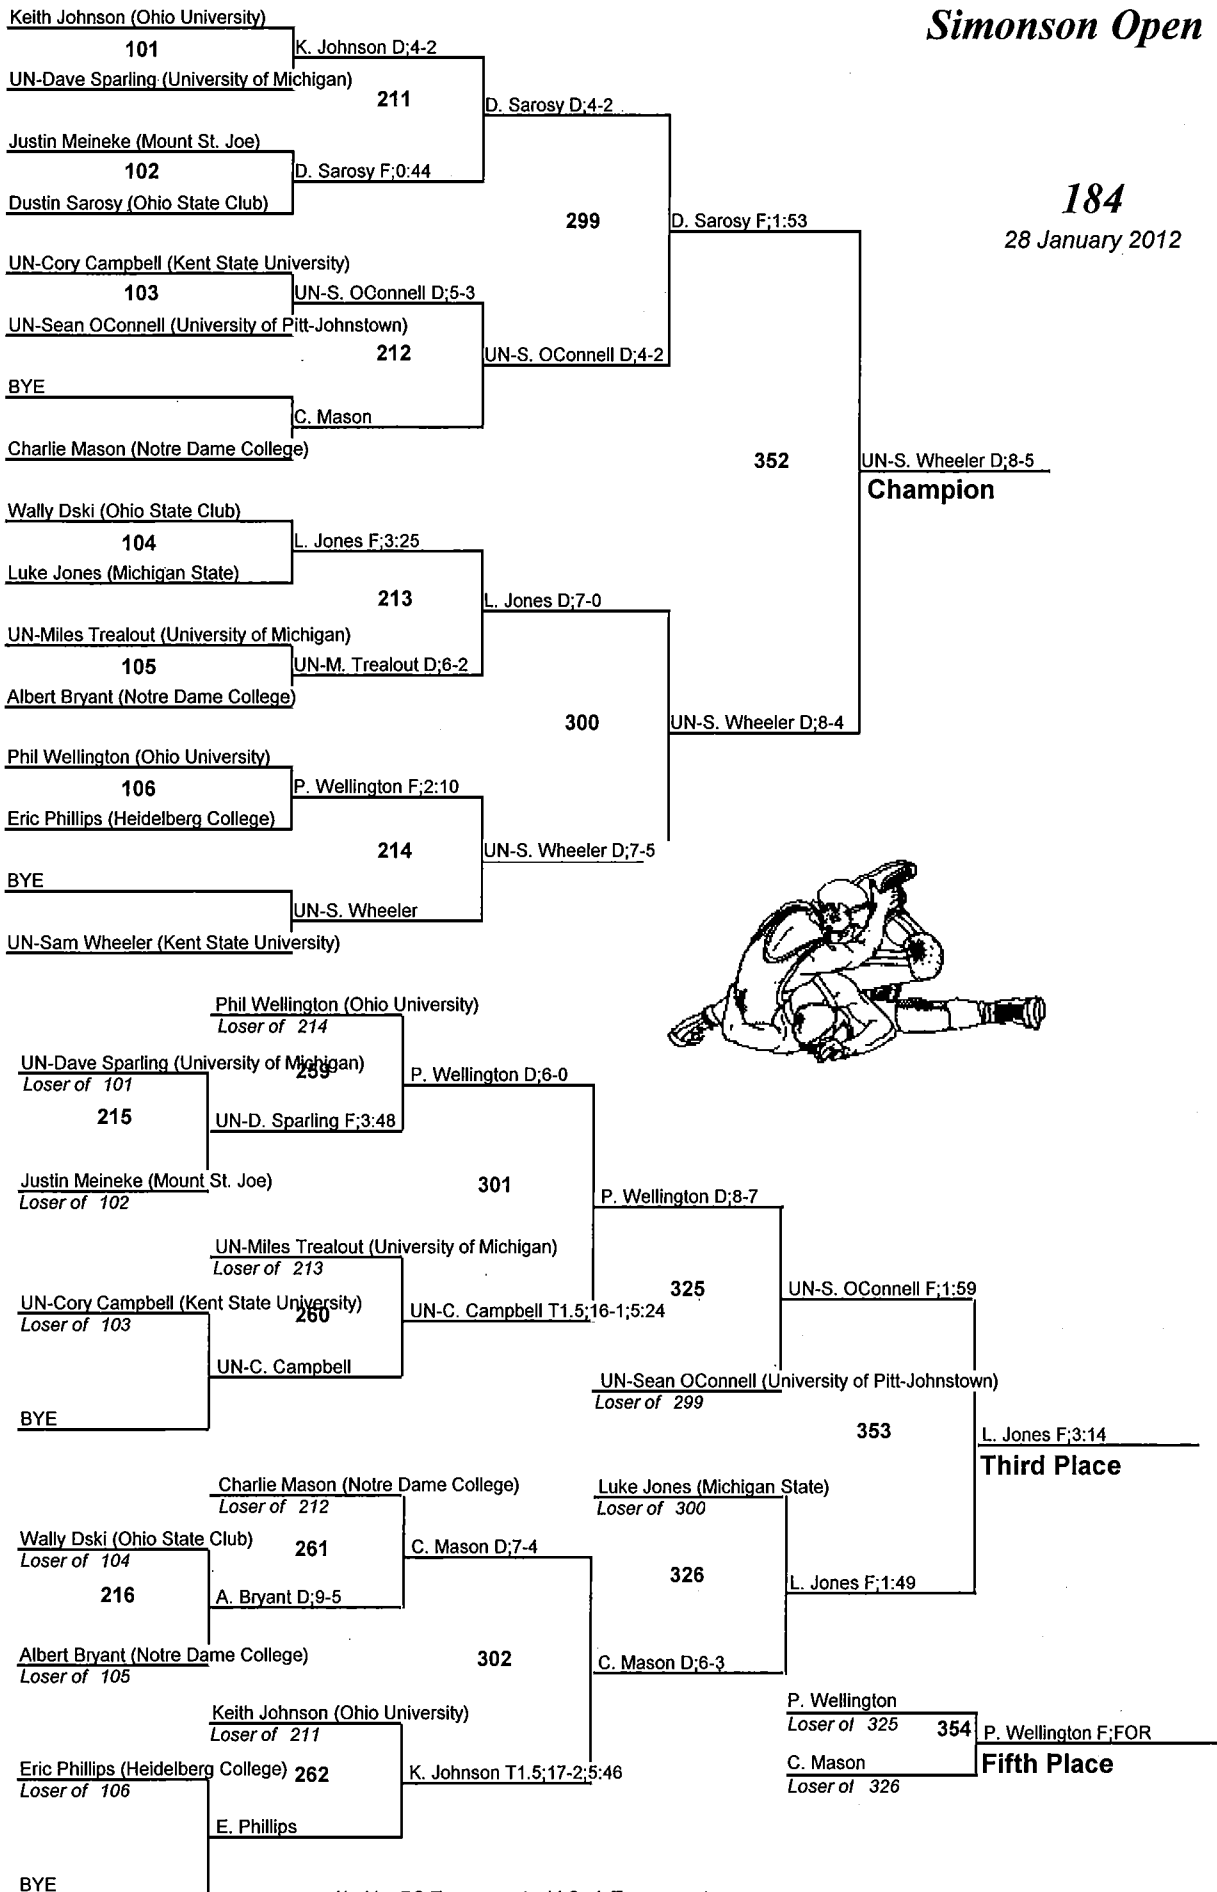 Simonson Open
184
28 January 2012
Keith Johnson (Ohio University)
101
K. Johnson D;4-2
UN-Dave Sparling (University of Michigan)
211
D. Sarosy D;4-2
Justin Meineke (Mount St. Joe)
102
D. Sarosy F;0:44
Dustin Sarosy (Ohio State Club)
299
D. Sarosy F;1:53
UN-Cory Campbell (Kent State University)
103
UN-S. OConnell D;5-3
UN-Sean OConnell (University of Pitt-Johnstown)
212
UN-S. OConnell D;4-2
BYE
C. Mason
Charlie Mason (Notre Dame College)
352
UN-S. Wheeler D;8-5
Champion
Wally Dski (Ohio State Club)
104
L. Jones F;3:25
Luke Jones (Michigan State)
213
L. Jones D;7-0
UN-Miles Trealout (University of Michigan)
105
UN-M. Trealout D;6-2
Albert Bryant (Notre Dame College)
300
UN-S. Wheeler D;8-4
Phil Wellington (Ohio University)
106
P. Wellington F;2:10
Eric Phillips (Heidelberg College)
214
UN-S. Wheeler D;7-5
BYE
UN-S. Wheeler
UN-Sam Wheeler (Kent State University)
Phil Wellington (Ohio University)
Loser of 214
UN-Dave Sparling (University of Michigan)
259
Loser of 101
P. Wellington D;6-0
215
UN-D. Sparling F;3:48
Justin Meineke (Mount St. Joe)
Loser of 102
301
P. Wellington D;8-7
UN-Miles Trealout (University of Michigan)
Loser of 213
UN-Cory Campbell (Kent State University)
260
Loser of 103
UN-C. Campbell T1.5;16-1;5:24
325
UN-S. OConnell F;1:59
UN-C. Campbell
UN-Sean OConnell (University of Pitt-Johnstown)
Loser of 299
BYE
353
L. Jones F;3:14
Third Place
Charlie Mason (Notre Dame College)
Loser of 212
Luke Jones (Michigan State)
Loser of 300
Wally Dski (Ohio State Club)
Loser of 104
261
C. Mason D;7-4
326
L. Jones F;1:49
216
A. Bryant D;9-5
Albert Bryant (Notre Dame College)
Loser of 105
302
C. Mason D;6-3
Keith Johnson (Ohio University)
Loser of 211
P. Wellington
Loser of 325
354
P. Wellington F;FOR
Fifth Place
C. Mason
Loser of 326
Eric Phillips (Heidelberg College)
262
Loser of 106
K. Johnson T1.5;17-2;5:46
E. Phillips
BYE